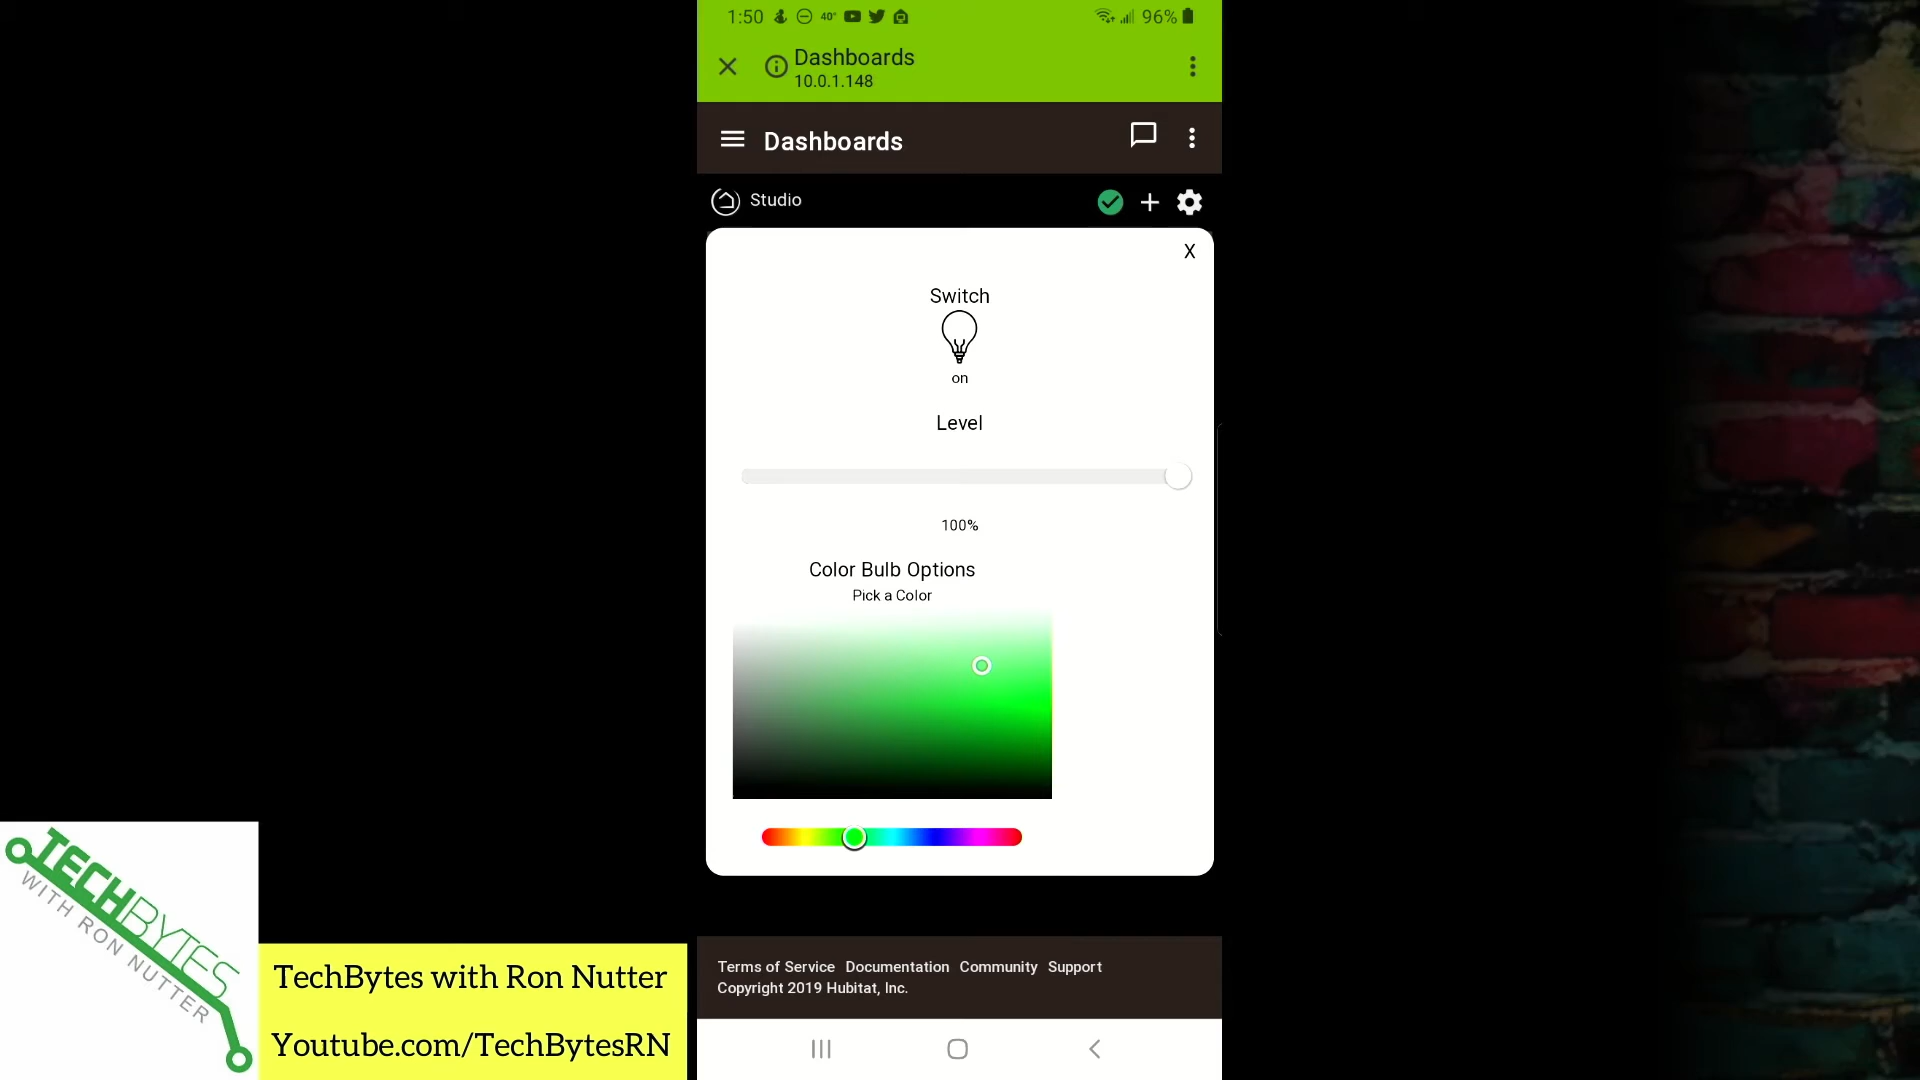 1:50
40°
96%
Dashboards
10.0.1.148
Dashboards
Studio
X
Switch
on
Level
100%
Color Bulb Options
Pick a Color
Terms of Service Documentation Community Support
Copyright 2019 Hubitat, Inc.
TECHBYTES
WITH RON NUTTER
TechBytes with Ron Nutter
Youtube.com/TechBytesRN